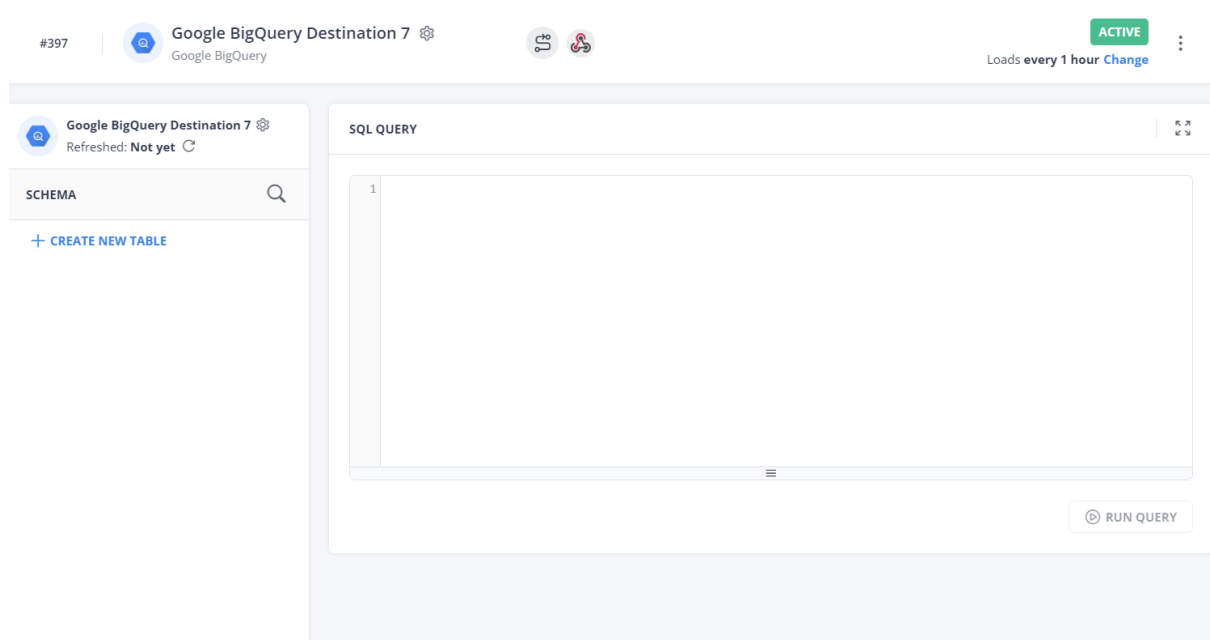 #397
Google BigQuery Destination 7
Google BigQuery
ACTIVE
Loads every 1 hour Change
Google BigQuery Destination 7
Refreshed: Not yet
SCHEMA
CREATE NEW TABLE
SQL QUERY
1
RUN QUERY